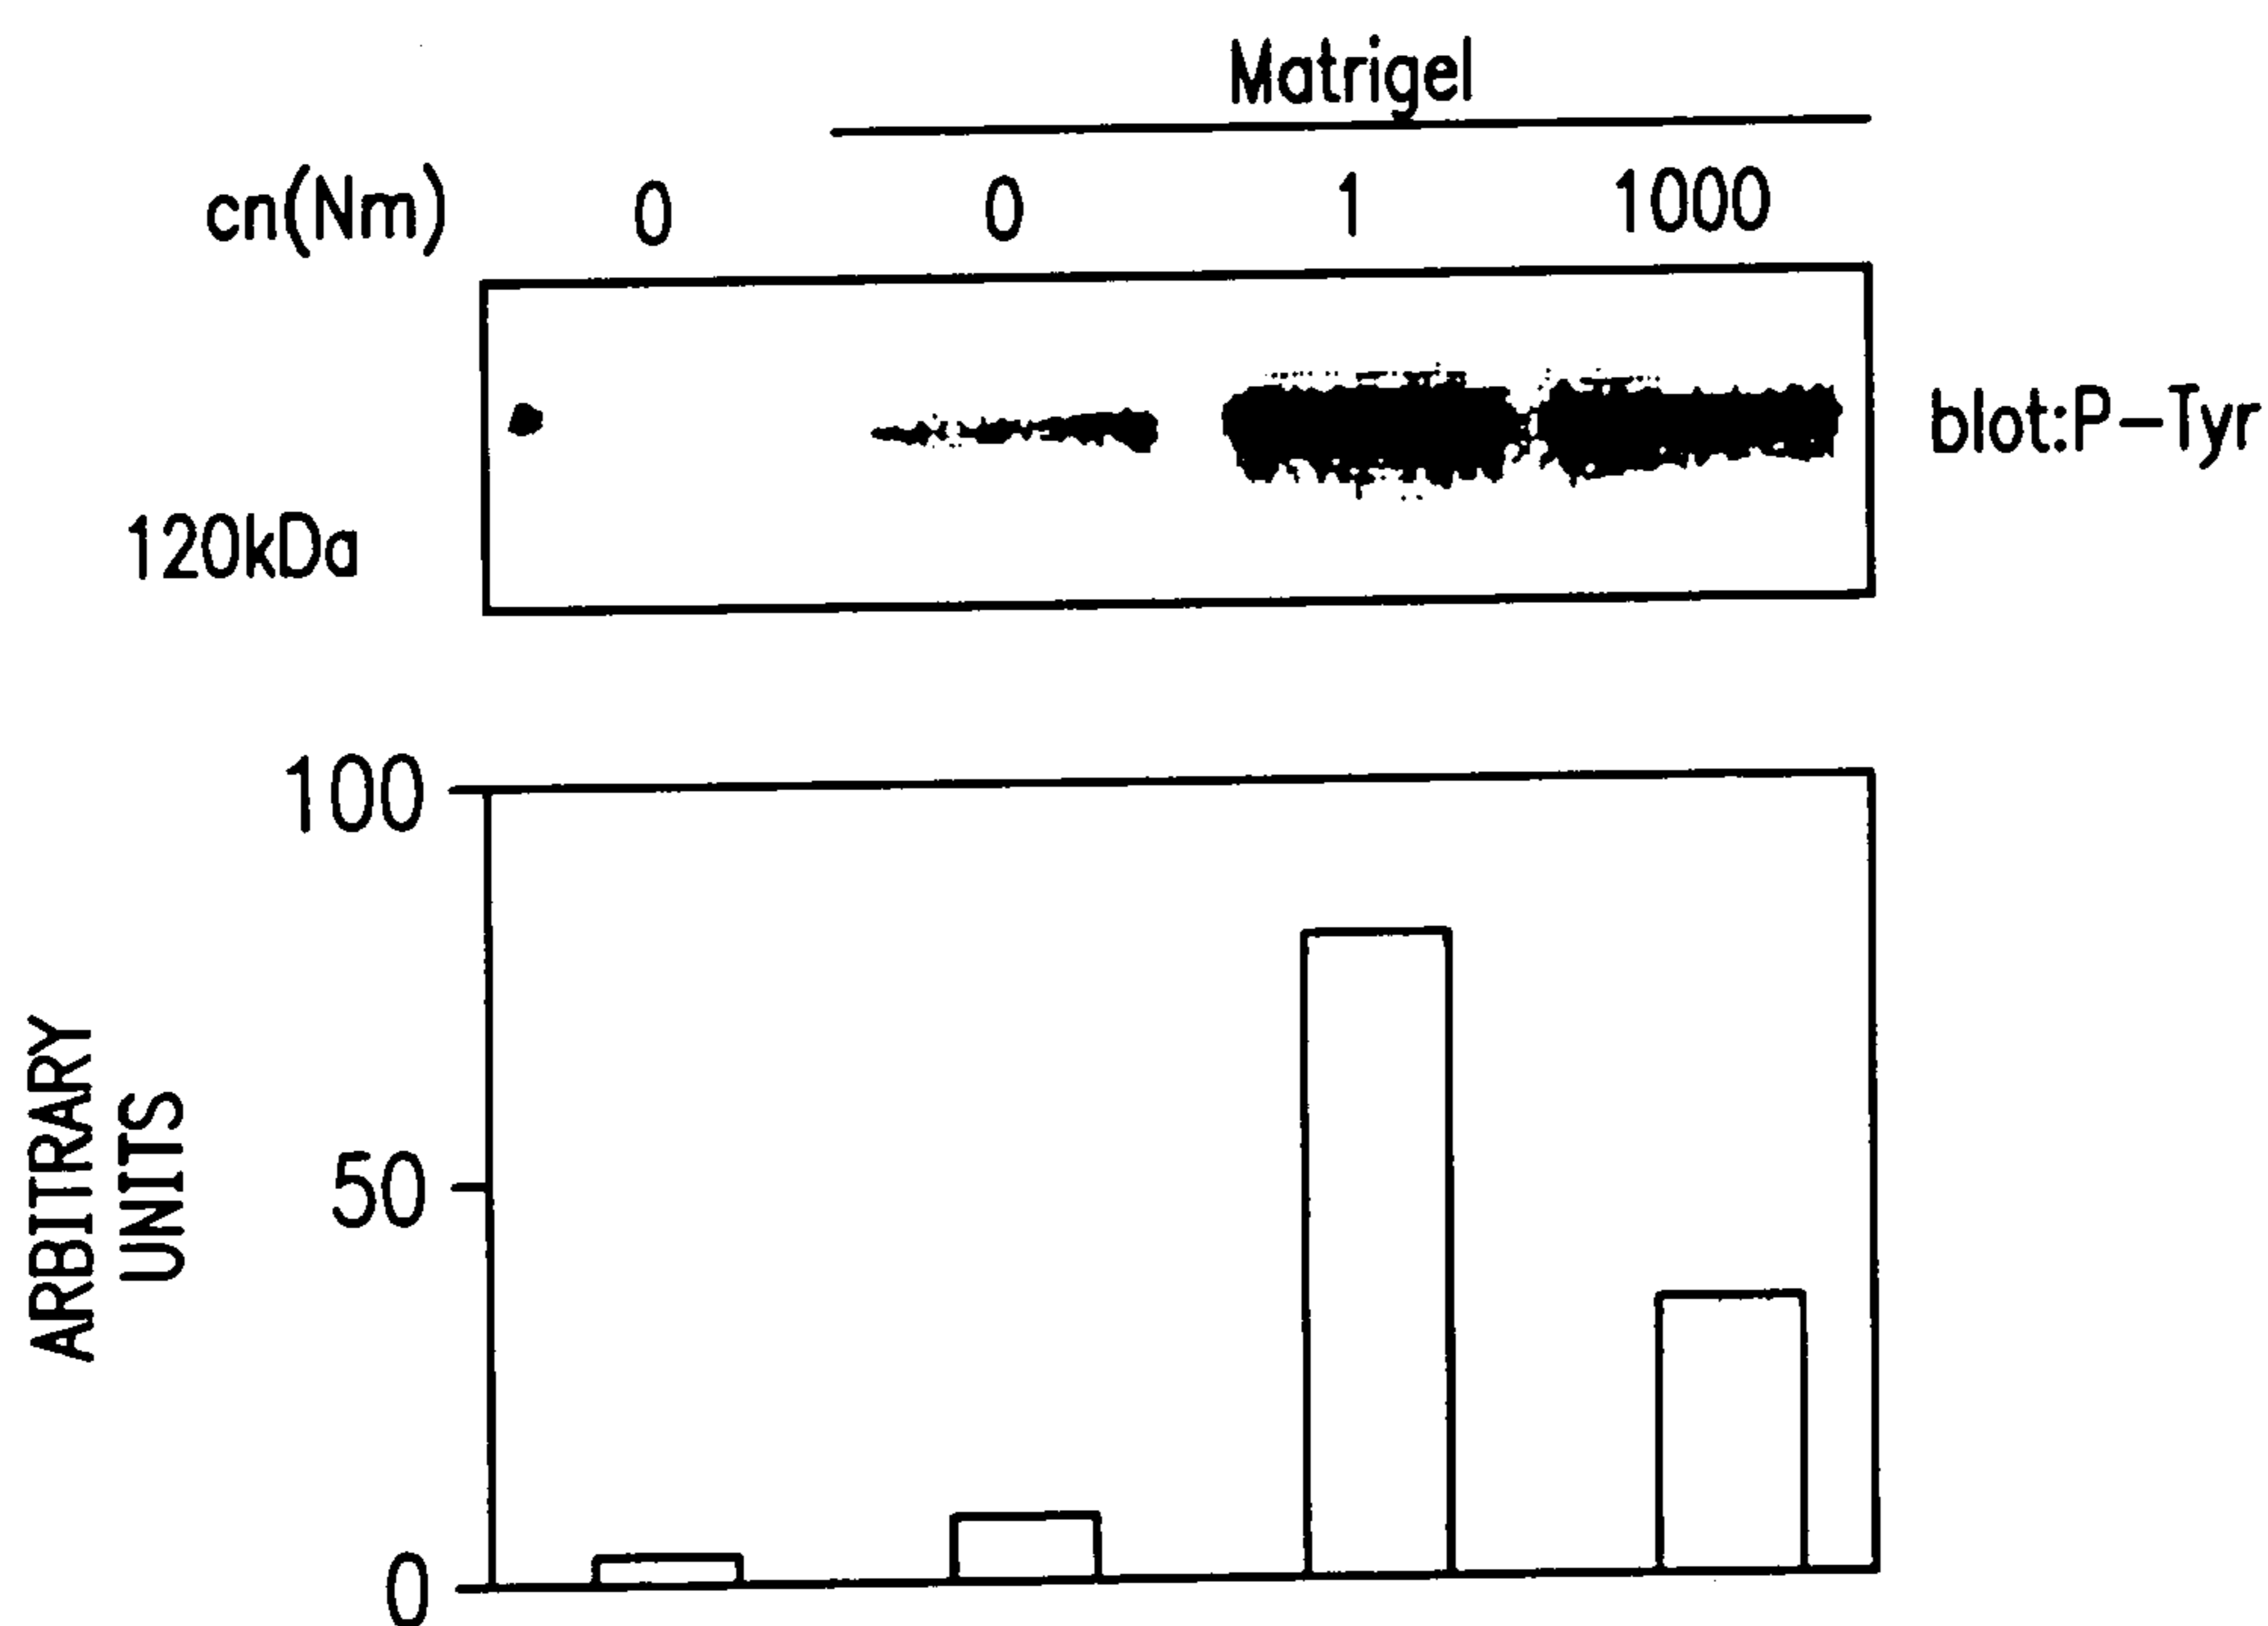 Matrigel
cn(Nm) 0 0 1 1000
blot:P-Tyr
120kDa
100
50
0
ARBITRARY
UNITS